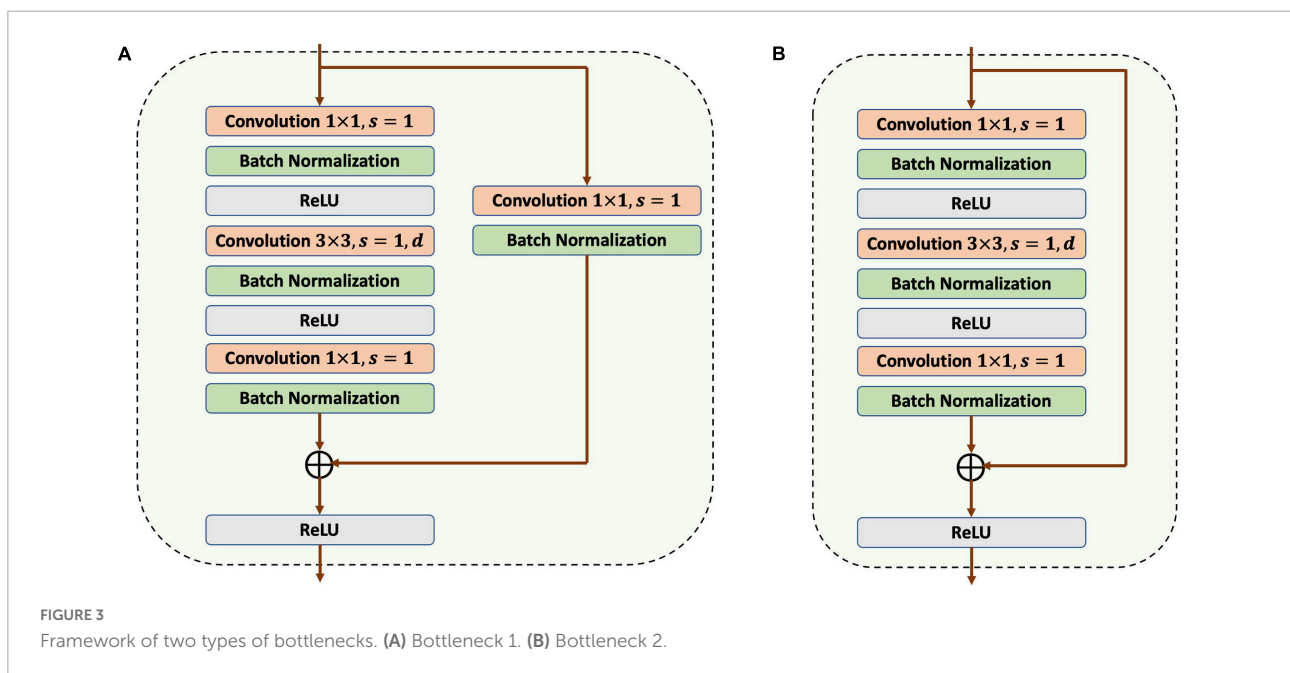 A
Convolution 1×1, s = 1
Batch Normalization
ReLU
Convolution 3×3, s = 1, d
Batch Normalization
ReLU
Convolution 1×1, s = 1
Batch Normalization
ReLU
Convolution 1×1, s = 1
Batch Normalization
B
Convolution 1×1, s = 1
Batch Normalization
ReLU
Convolution 3×3, s = 1, d
Batch Normalization
ReLU
Convolution 1×1, s = 1
Batch Normalization
ReLU
FIGURE 3
Framework of two types of bottlenecks. (A) Bottleneck 1. (B) Bottleneck 2.